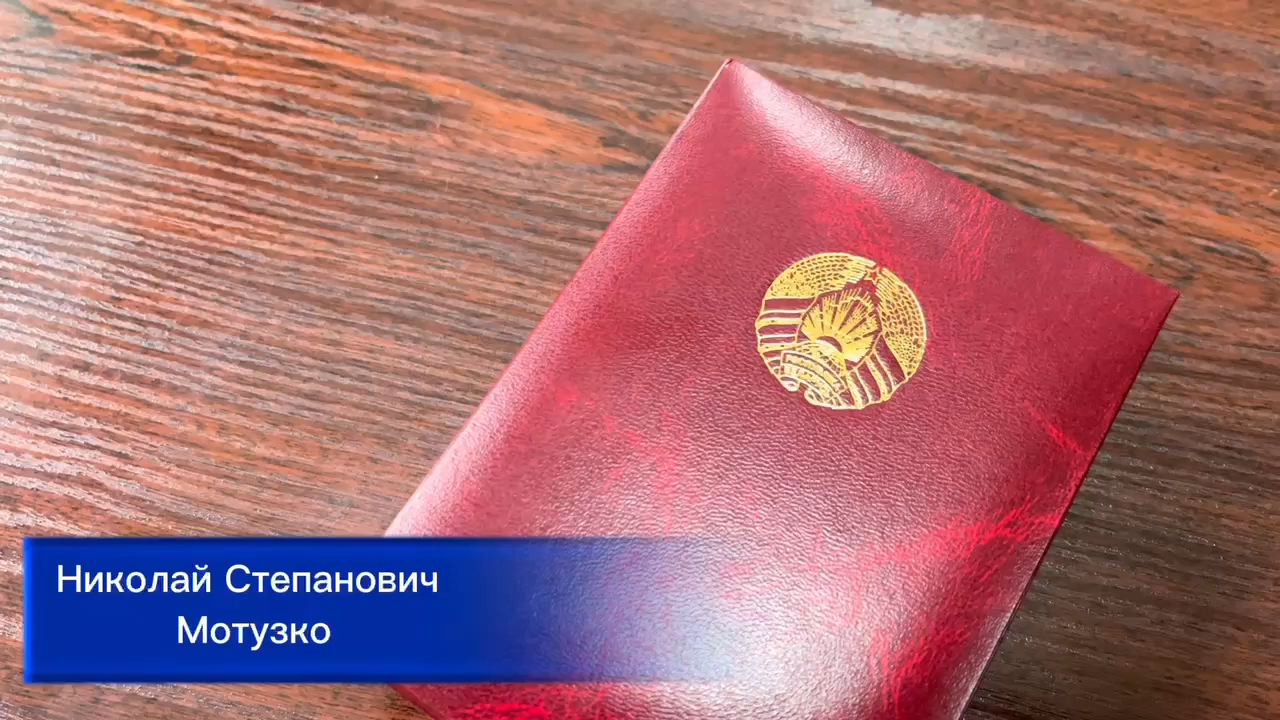 Николай Степанович
Мотузко